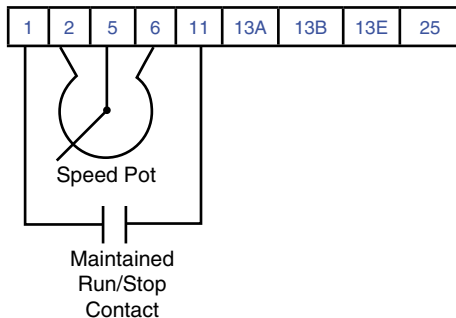 1 2 5 6 11 13A 13B 13E 25
Speed Pot
Maintained
Run/Stop
Contact